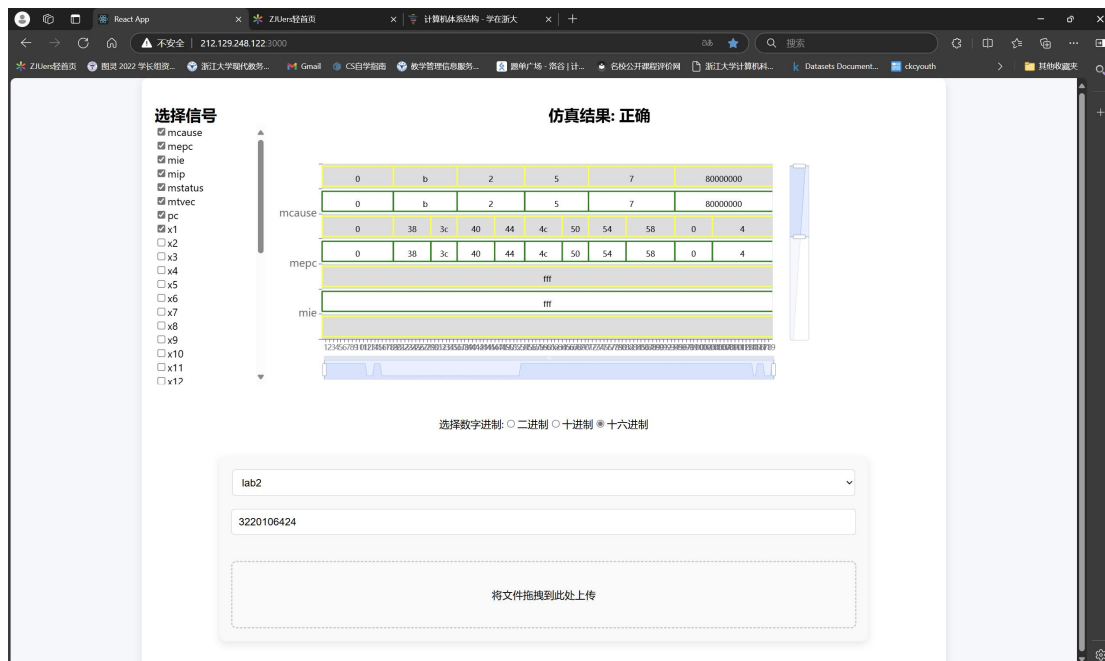 React App
ZJUers轻首页
计算机体系结构 - 学在浙大
不安全
212.129.248.122:3000
搜索
ZJUers轻首页
图灵 2022 学长组资...
浙江大学现代教务...
Gmail
CS自学指南
教学管理信息服务...
题单广场 - 洛谷 | 计...
名校公开课程评价网
浙江大学计算机科...
Datasets Document...
ckcyouth
其他收藏夹
选择信号
仿真结果: 正确
mcause
mepc
mie
mip
mstatus
mtvec
pc
x1
x2
x3
x4
x5
x6
x7
x8
x9
x10
x11
x12
0 b 2 5 7 80000000
0 b 2 5 7 80000000
mcause
0 38 3c 40 44 4c 50 54 58 0 4
0 38 3c 40 44 4c 50 54 58 0 4
mepc
fff
fff
mie
选择数字进制: 二进制 十进制 十六进制
lab2
3220106424
将文件拖拽到此处上传